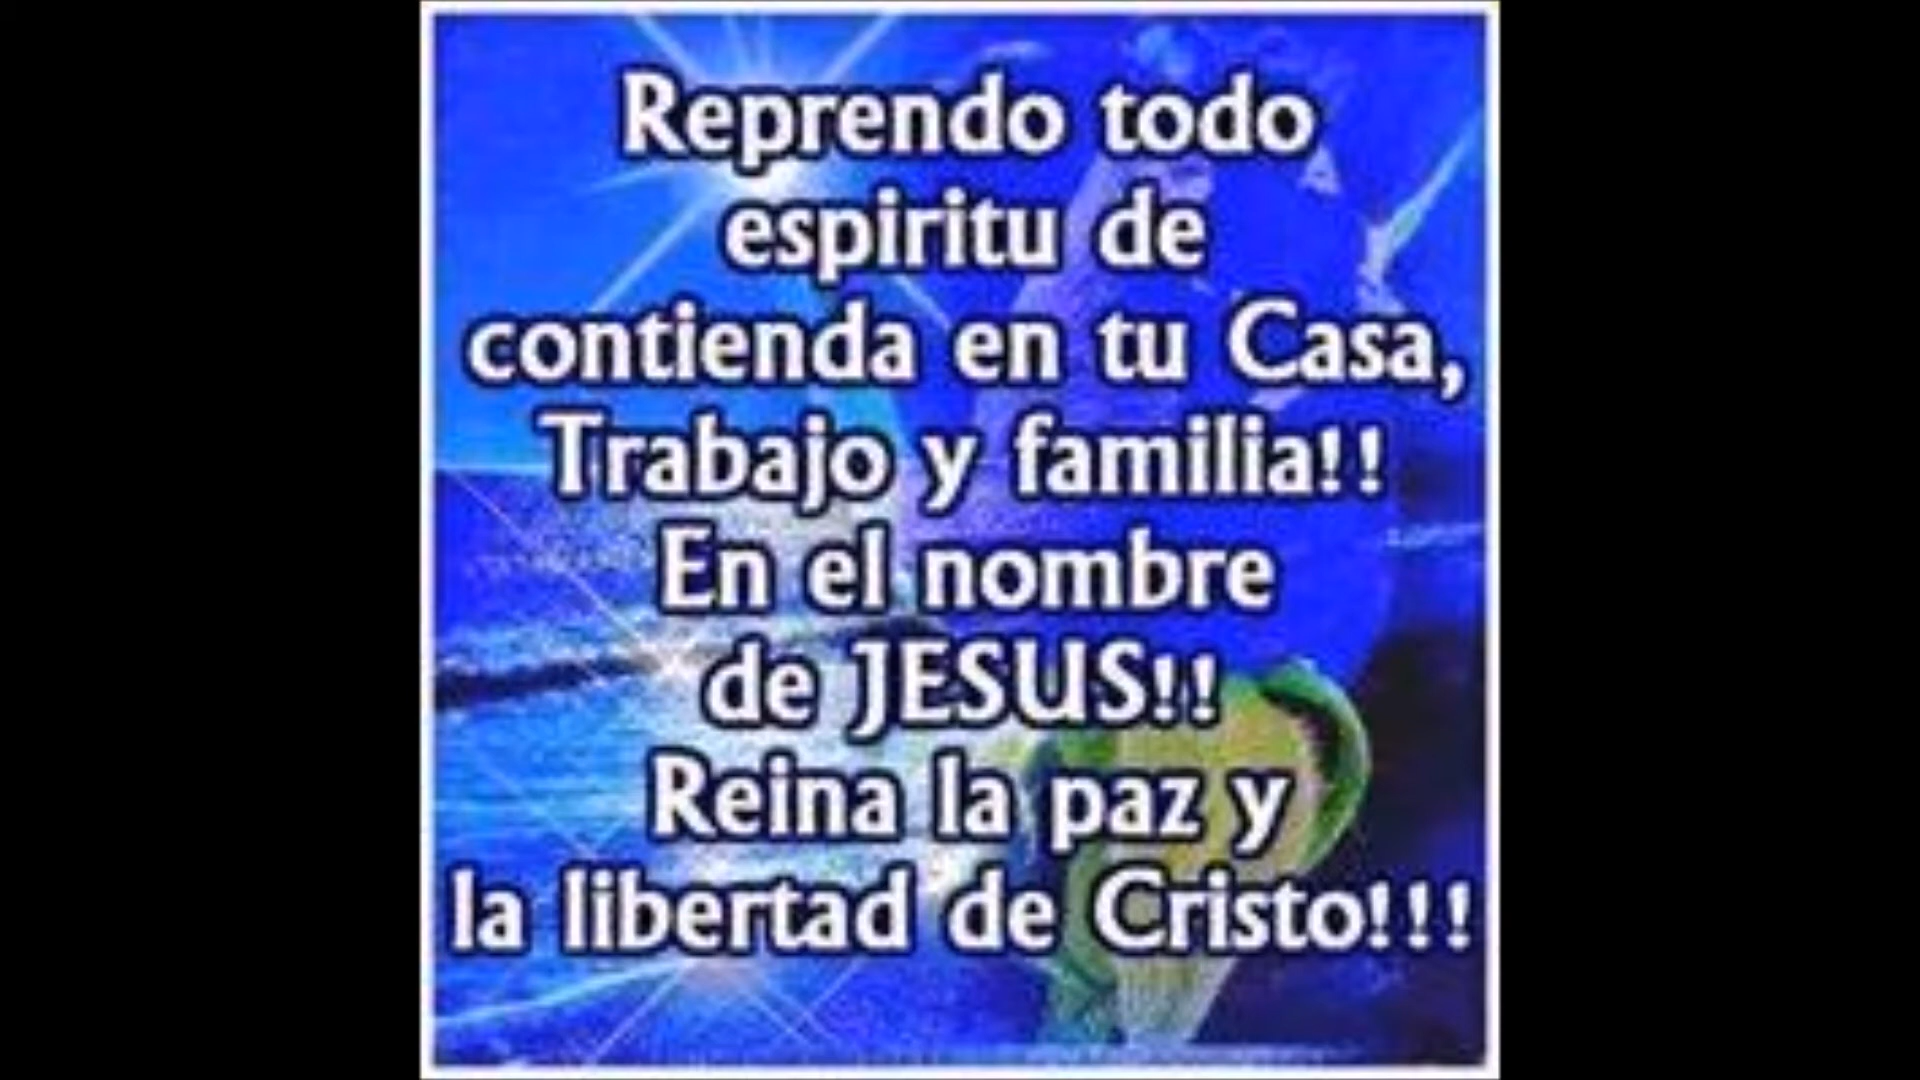 Reprendo todo
espiritu de
contienda en tu Casa,
Trabajo y familia!!
En el nombre
de JESUS!!
Reina la paz y
la libertad de Cristo!!!